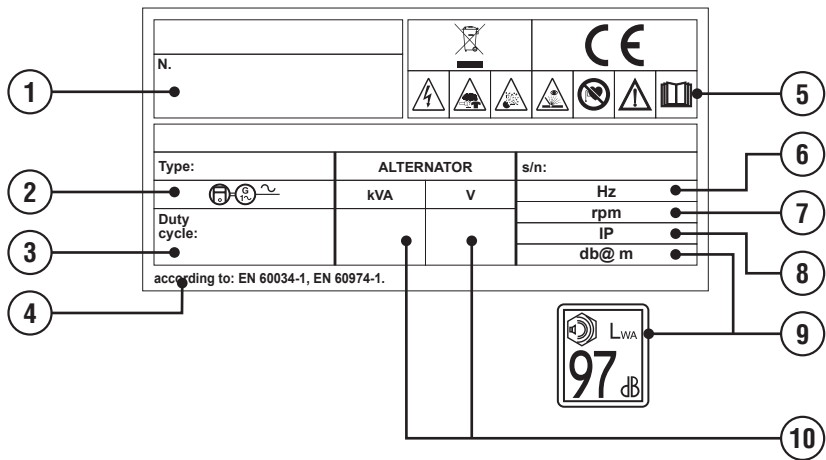 CE
N.
1
5
Type:
ALTERNATOR
s/n:
6
2
G
1~
~
kVA
V
Hz
rpm
7
Duty
cycle:
3
IP
8
db@ m
according to: EN 60034-1, EN 60974-1.
4
LWA
97 dB
9
10